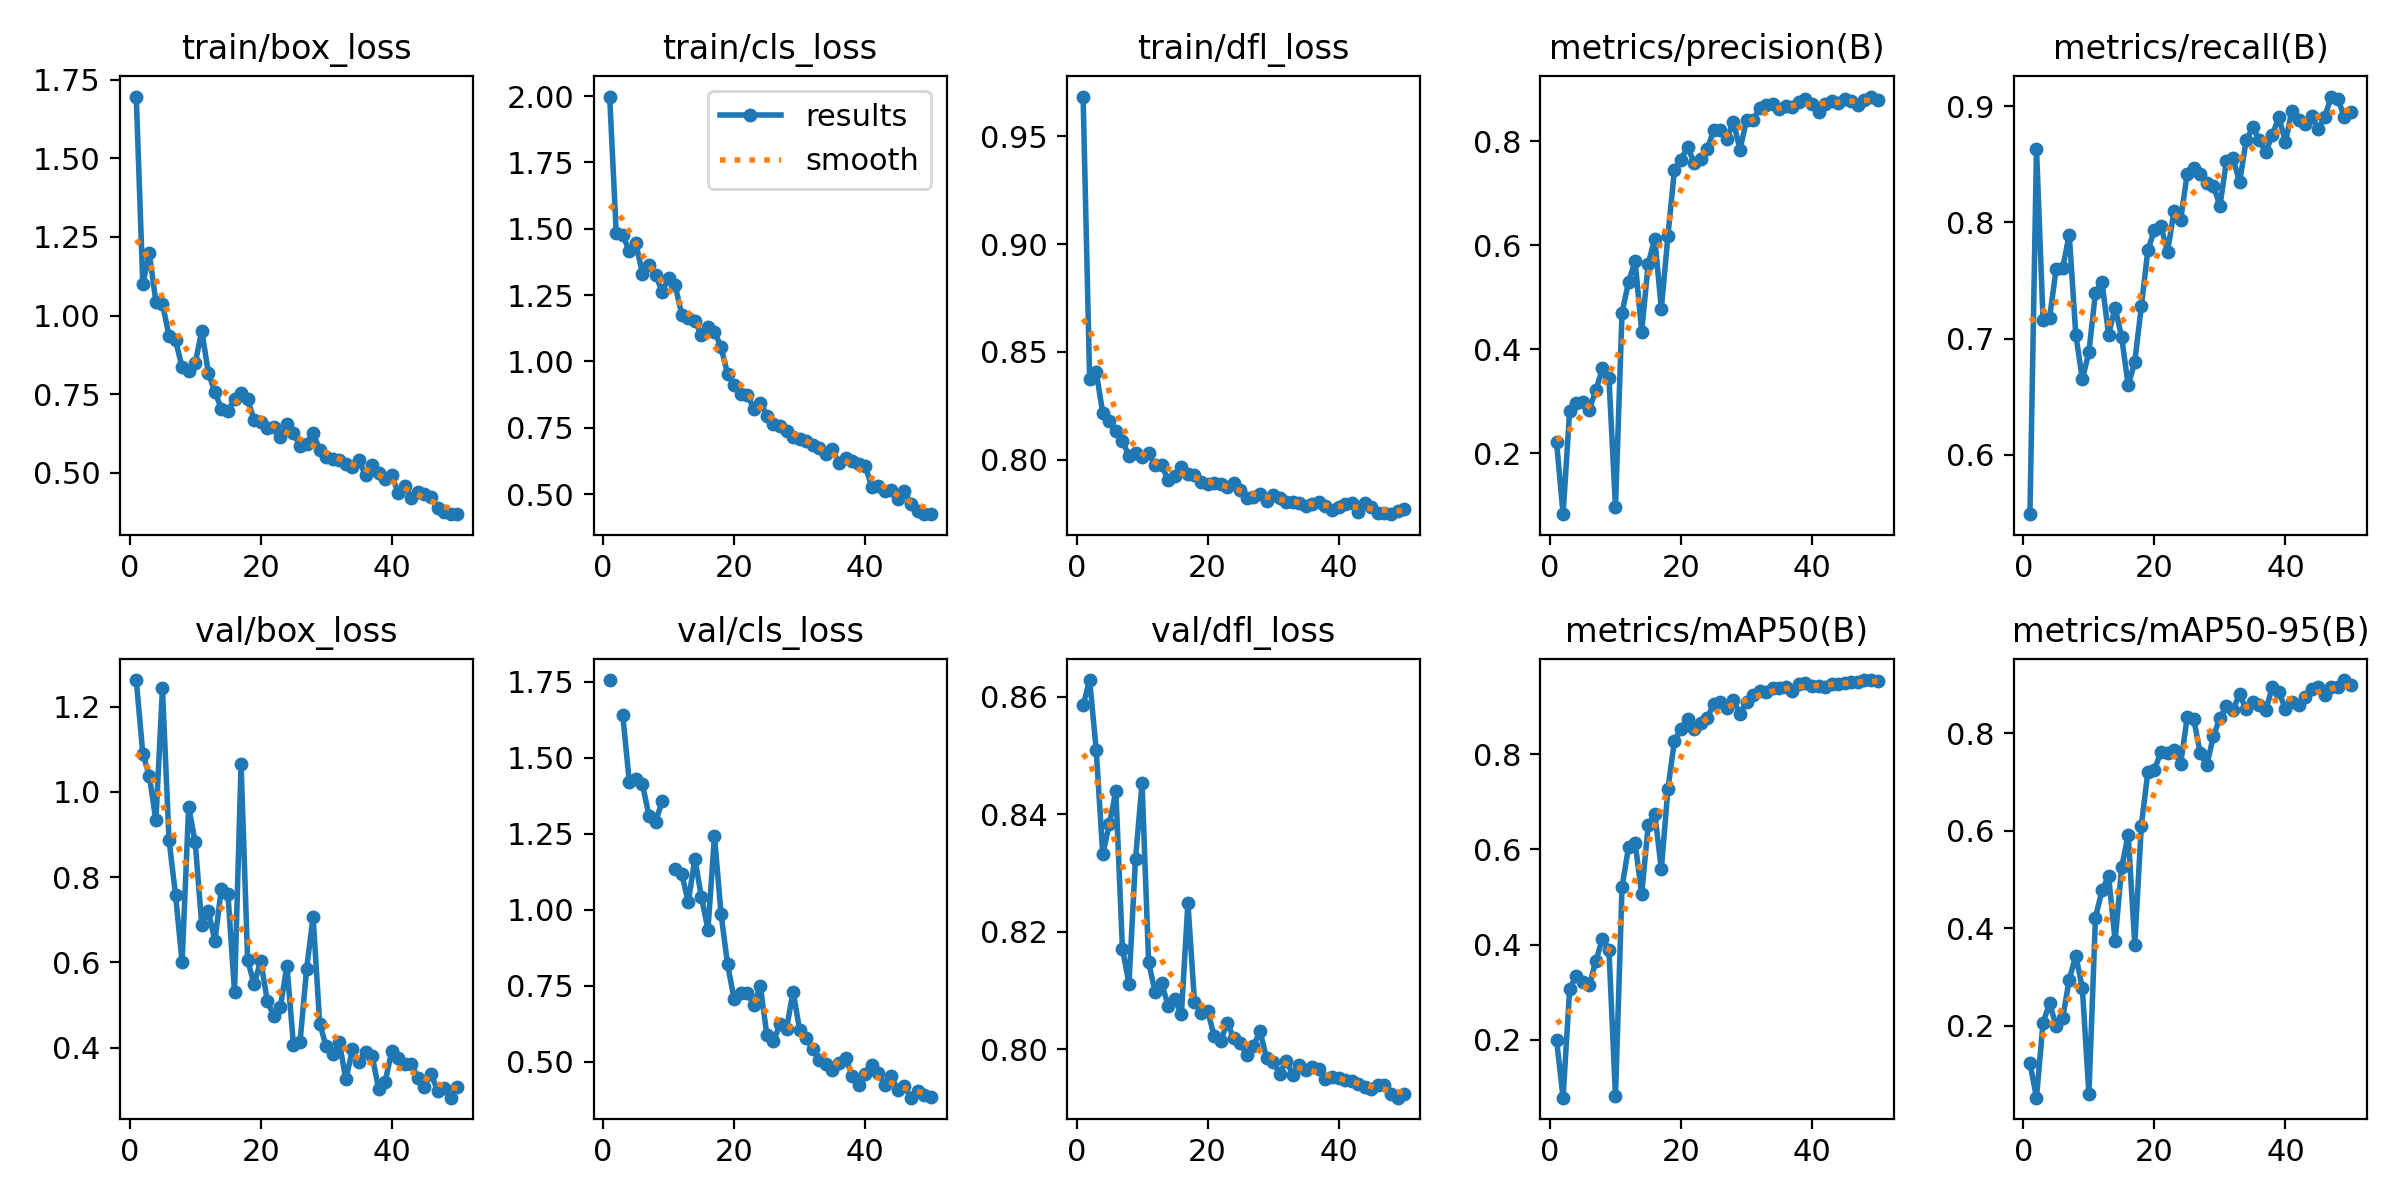 train/box_loss
1.75
1.50
1.25
1.00
0.75
0.50
0 20 40
train/cls_loss
results
smooth
2.00
1.75
1.50
1.25
1.00
0.75
0.50
0 20 40
train/dfl_loss
0.95
0.90
0.85
0.80
0 20 40
metrics/precision(B)
0.8
0.6
0.4
0.2
0 20 40
metrics/recall(B)
0.9
0.8
0.7
0.6
0 20 40
val/box_loss
1.2
1.0
0.8
0.6
0.4
0 20 40
val/cls_loss
1.75
1.50
1.25
1.00
0.75
0.50
0 20 40
val/dfl_loss
0.86
0.84
0.82
0.80
0 20 40
metrics/mAP50(B)
0.8
0.6
0.4
0.2
0 20 40
metrics/mAP50-95(B)
0.8
0.6
0.4
0.2
0 20 40